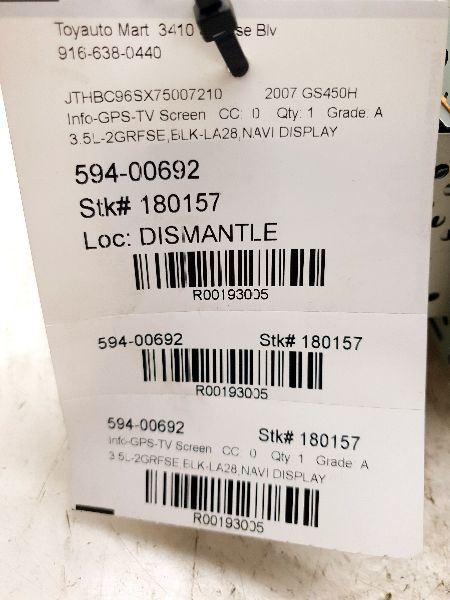 Toyauto Mart 3410 se Blv
916-638-0440
JTHBC96SX75007210 2007 GS450H
Info-GPS-TV Screen CC: 0 Qty: 1 Grade: A
3.5L-2GRFSE,BLK-LA28,NAVI DISPLAY
594-00692
Stk# 180157
Loc: DISMANTLE
R00193005
594-00692 Stk# 180157
R00193005
594-00692 Stk# 180157
Info-GPS-TV Screen CC: 0 Qty 1 Grade A
3.5L-2GRFSE,BLK-LA28,NAVI DISPLAY
R00193005